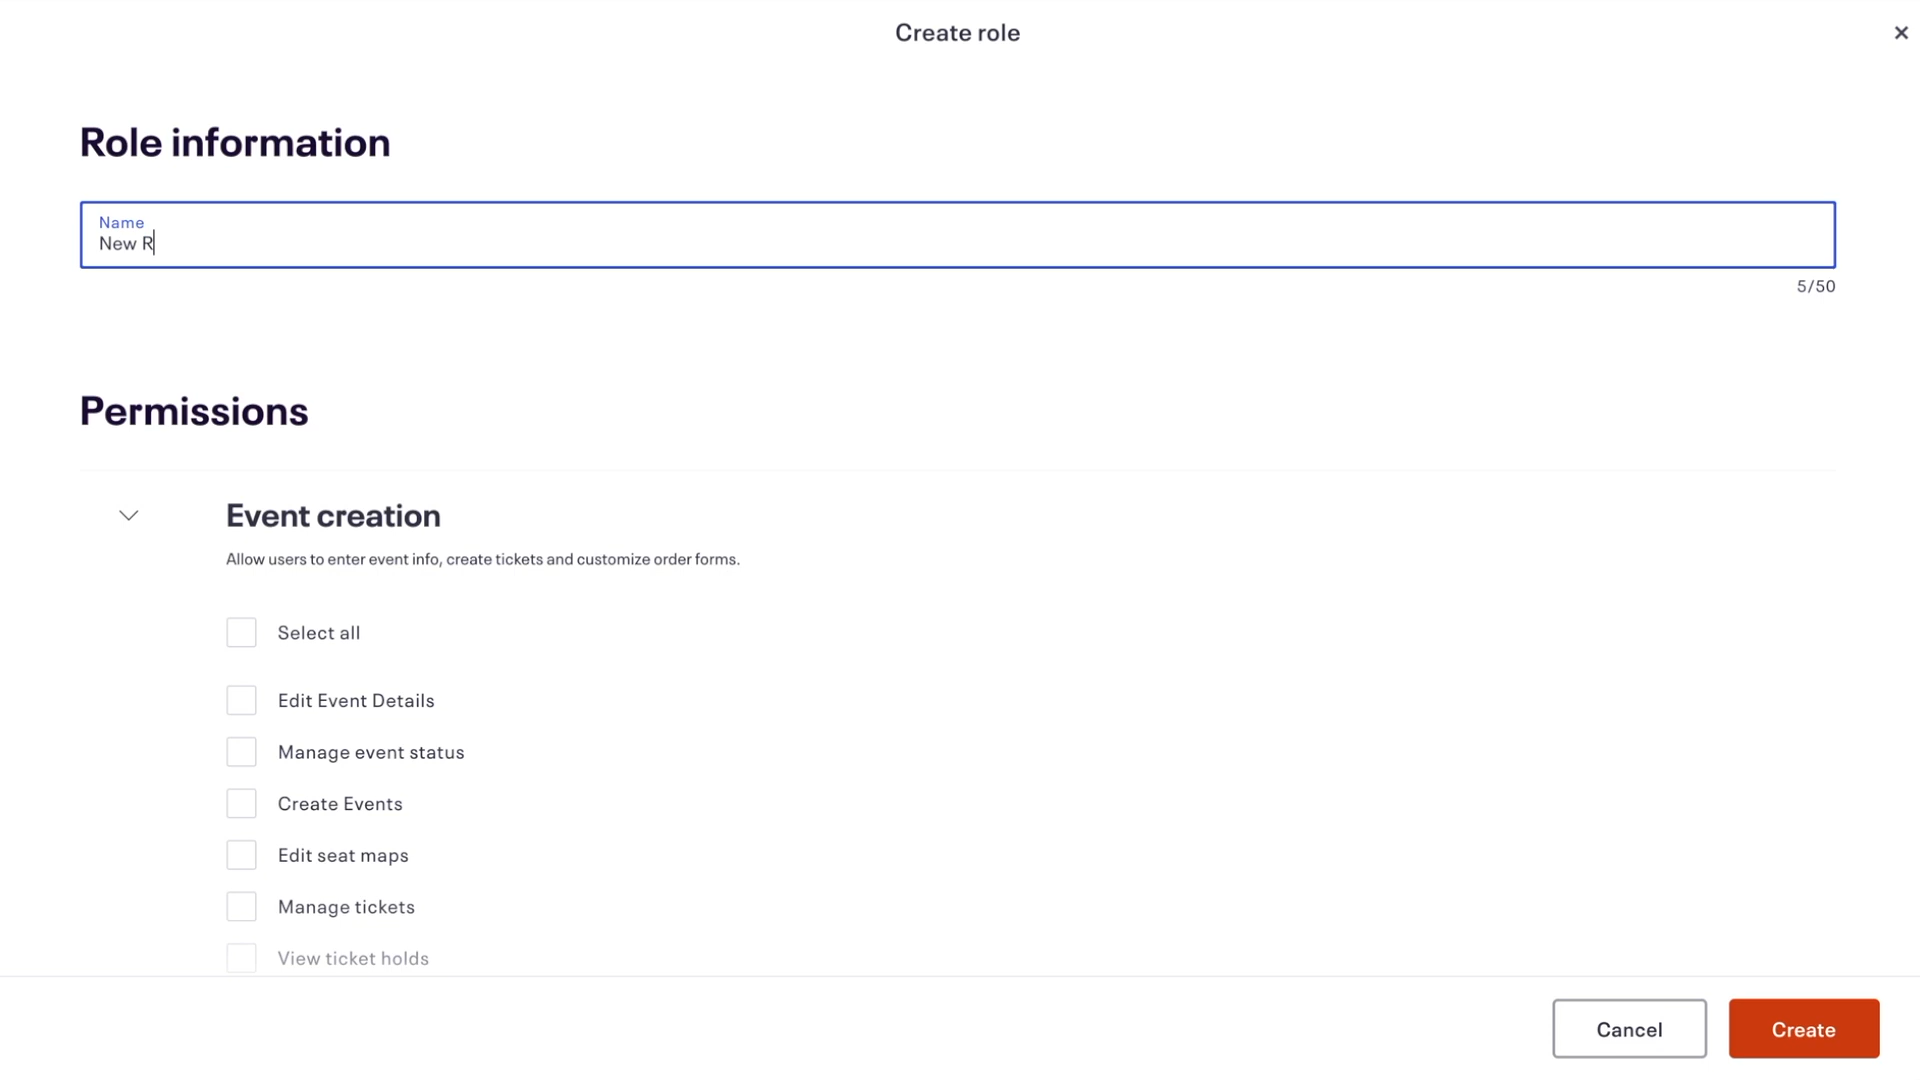 Create role
Role information
Name
New R
5/50
Permissions
Event creation
Allow users to enter event info, create tickets and customize order forms.
Select all
Edit Event Details
Manage event status
Create Events
Edit seat maps
Manage tickets
View ticket holds
Cancel
Create